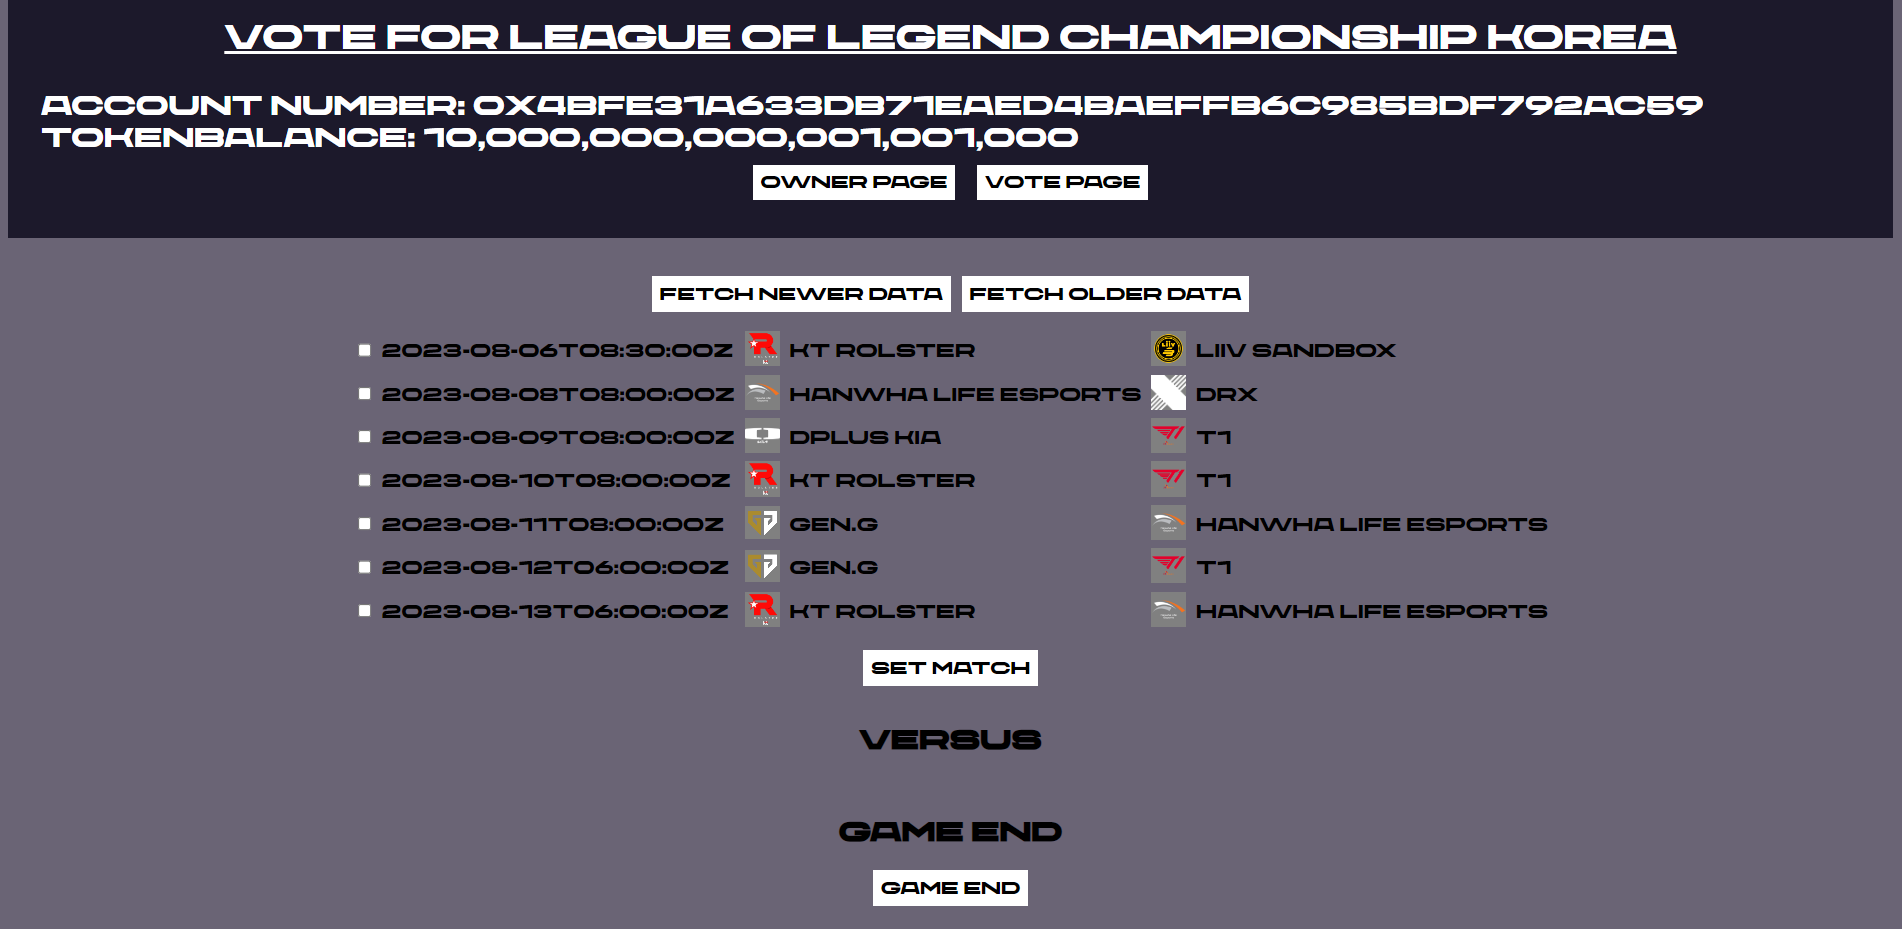 VOTE FOR LEAGUE OF LEGEND CHAMPIONSHIP KOREA
ACCOUNT NUMBER: 0X4BFE31A633DB71EAED4BAEFFB6C985BDF792AC59
TOKENBALANCE: 10,000,000,000,001,001,000
OWNER PAGE VOTE PAGE
FETCH NEWER DATA FETCH OLDER DATA
2023-08-06T08:30:00Z KT ROLSTER LIIV SANDBOX
2023-08-08T08:00:00Z HANWHA LIFE ESPORTS DRX
2023-08-09T08:00:00Z DPLUS KIA T1
2023-08-10T08:00:00Z KT ROLSTER T1
2023-08-11T08:00:00Z GEN.G HANWHA LIFE ESPORTS
2023-08-12T06:00:00Z GEN.G T1
2023-08-13T06:00:00Z KT ROLSTER HANWHA LIFE ESPORTS
SET MATCH
VERSUS
GAME END
GAME END